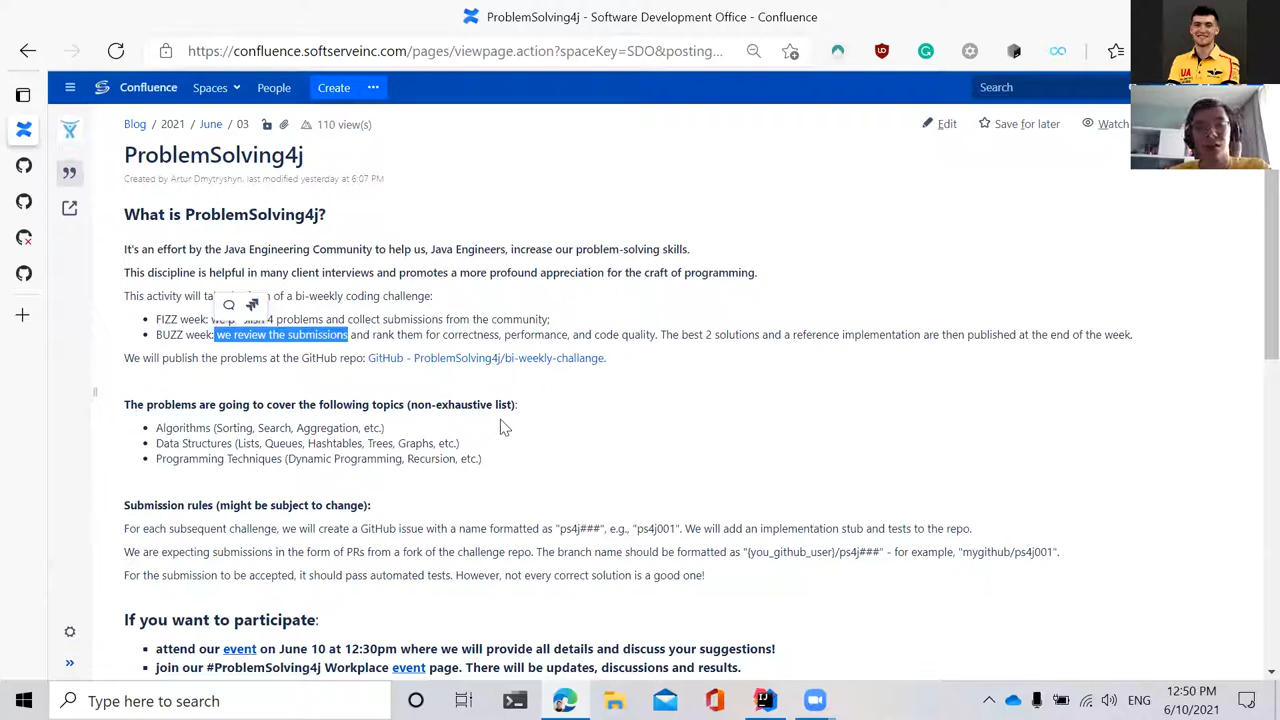 ProblemSolving4j - Software Development Office - Confluence
https://confluence.softserveinc.com/pages/viewpage.action?spaceKey=SDO&posting...
Confluence
Spaces
People
Create
Search
Blog / 2021 / June / 03
110 view(s)
Edit
Save for later
Watch
ProblemSolving4j
Created by Artur Dmytryshyn, last modified yesterday at 6:07 PM
What is ProblemSolving4j?
It's an effort by the Java Engineering Community to help us, Java Engineers, increase our problem-solving skills.
This discipline is helpful in many client interviews and promotes a more profound appreciation for the craft of programming.
This activity will of a bi-weekly coding challenge:
• FIZZ week: 4 problems and collect submissions from the community;
• BUZZ week: we review the submissions and rank them for correctness, performance, and code quality. The best 2 solutions and a reference implementation are then published at the end of the week.
We will publish the problems at the GitHub repo: GitHub - ProblemSolving4j/bi-weekly-challange.
The problems are going to cover the following topics (non-exhaustive list):
• Algorithms (Sorting, Search, Aggregation, etc.)
• Data Structures (Lists, Queues, Hashtables, Trees, Graphs, etc.)
• Programming Techniques (Dynamic Programming, Recursion, etc.)
Submission rules (might be subject to change):
For each subsequent challenge, we will create a GitHub issue with a name formatted as "ps4j###", e.g., "ps4j001". We will add an implementation stub and tests to the repo.
We are expecting submissions in the form of PRs from a fork of the challenge repo. The branch name should be formatted as "{you_github_user}/ps4j###" - for example, "mygithub/ps4j001".
For the submission to be accepted, it should pass automated tests. However, not every correct solution is a good one!
If you want to participate:
▪ attend our event on June 10 at 12:30pm where we will provide all details and discuss your suggestions!
▪ join our #ProblemSolving4j Workplace event page. There will be updates, discussions and results.
Type here to search
ENG
12:50 PM
6/10/2021
UA